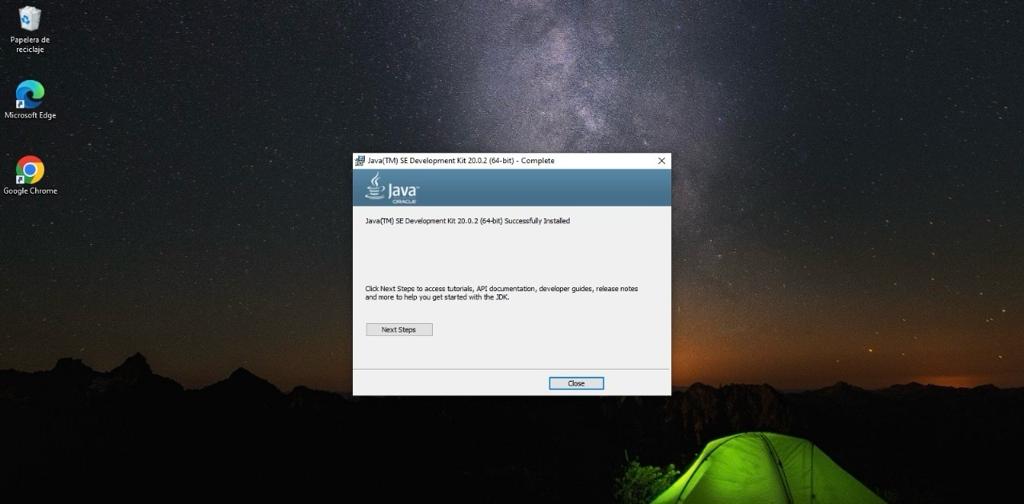 Papelera de
reciclaje
Microsoft Edge
Google Chrome
Java(TM) SE Development Kit 20.0.2 (64-bit) - Complete
Java™
ORACLE
Java(TM) SE Development Kit 20.0.2 (64-bit) Successfully Installed
Click Next Steps to access tutorials, API documentation, developer guides, release notes
and more to help you get started with the JDK.
Next Steps
Close